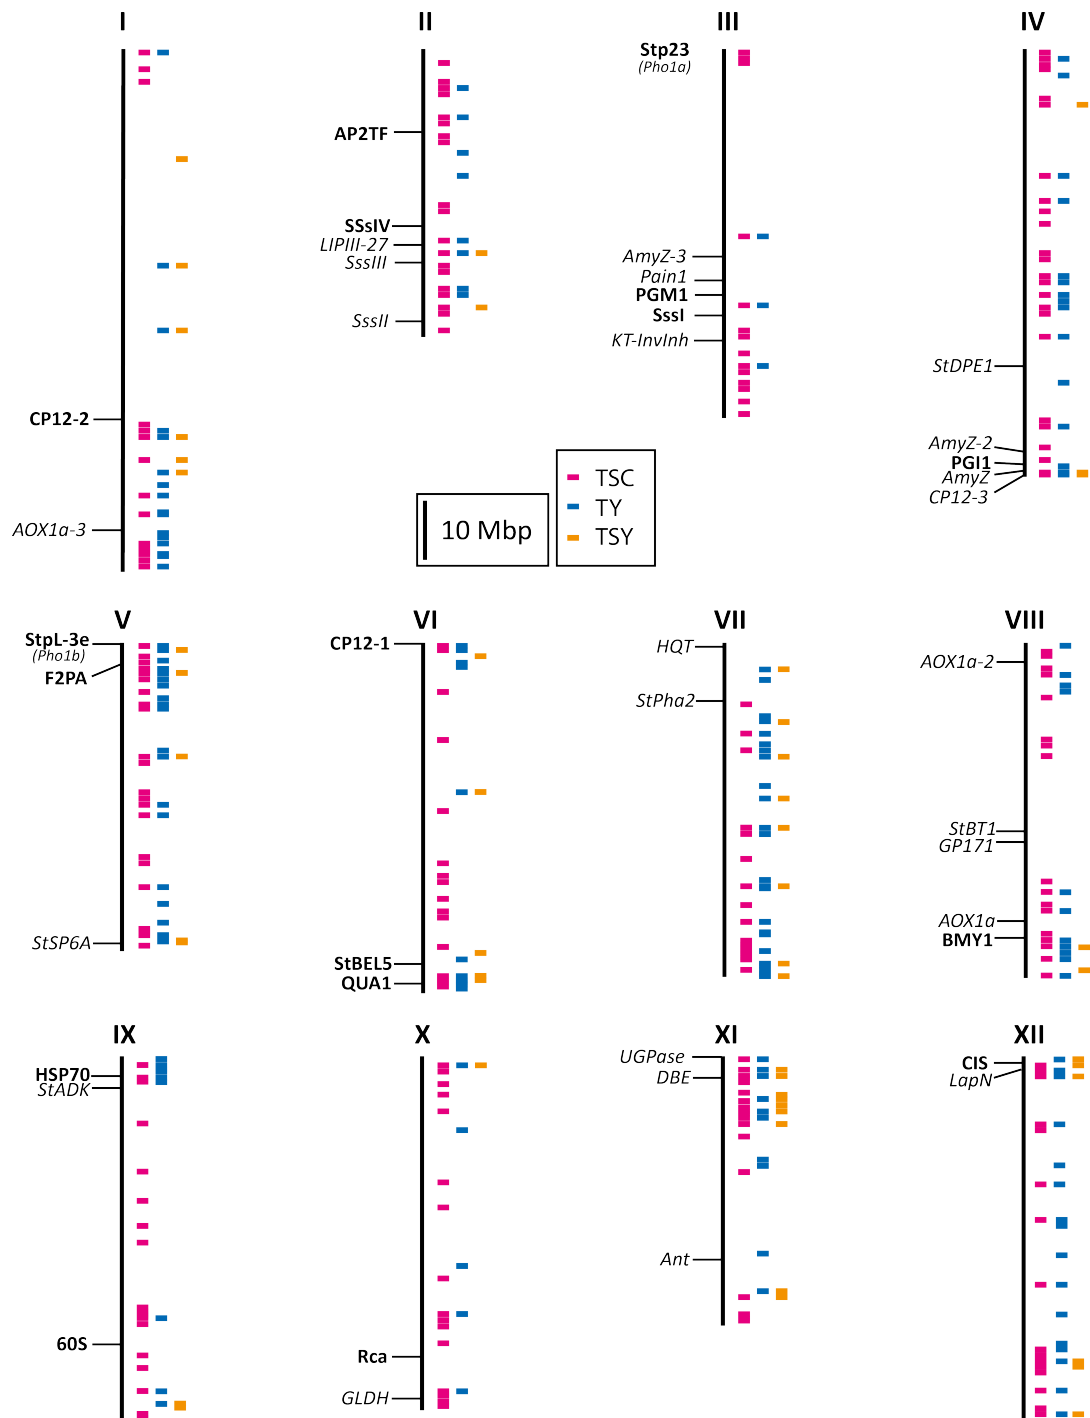 I
II
III
IV
CP12-2
AOX1a-3
AP2TF
SSsIV
LIPIII-27
SssIII
SssII
Stp23
(Pho1a)
AmyZ-3
Pain1
PGM1
SssI
KT-InvInh
StDPE1
AmyZ-2
PGI1
AmyZ
CP12-3
10 Mbp
TSC
TY
TSY
V
VI
VII
VIII
StpL-3e
(Pho1b)
F2PA
StSP6A
CP12-1
StBEL5
QUA1
HQT
StPha2
AOX1a-2
StBT1
GP171
AOX1a
BMY1
IX
X
XI
XII
HSP70
StADK
60S
Rca
GLDH
UGPase
DBE
Ant
CIS
LapN